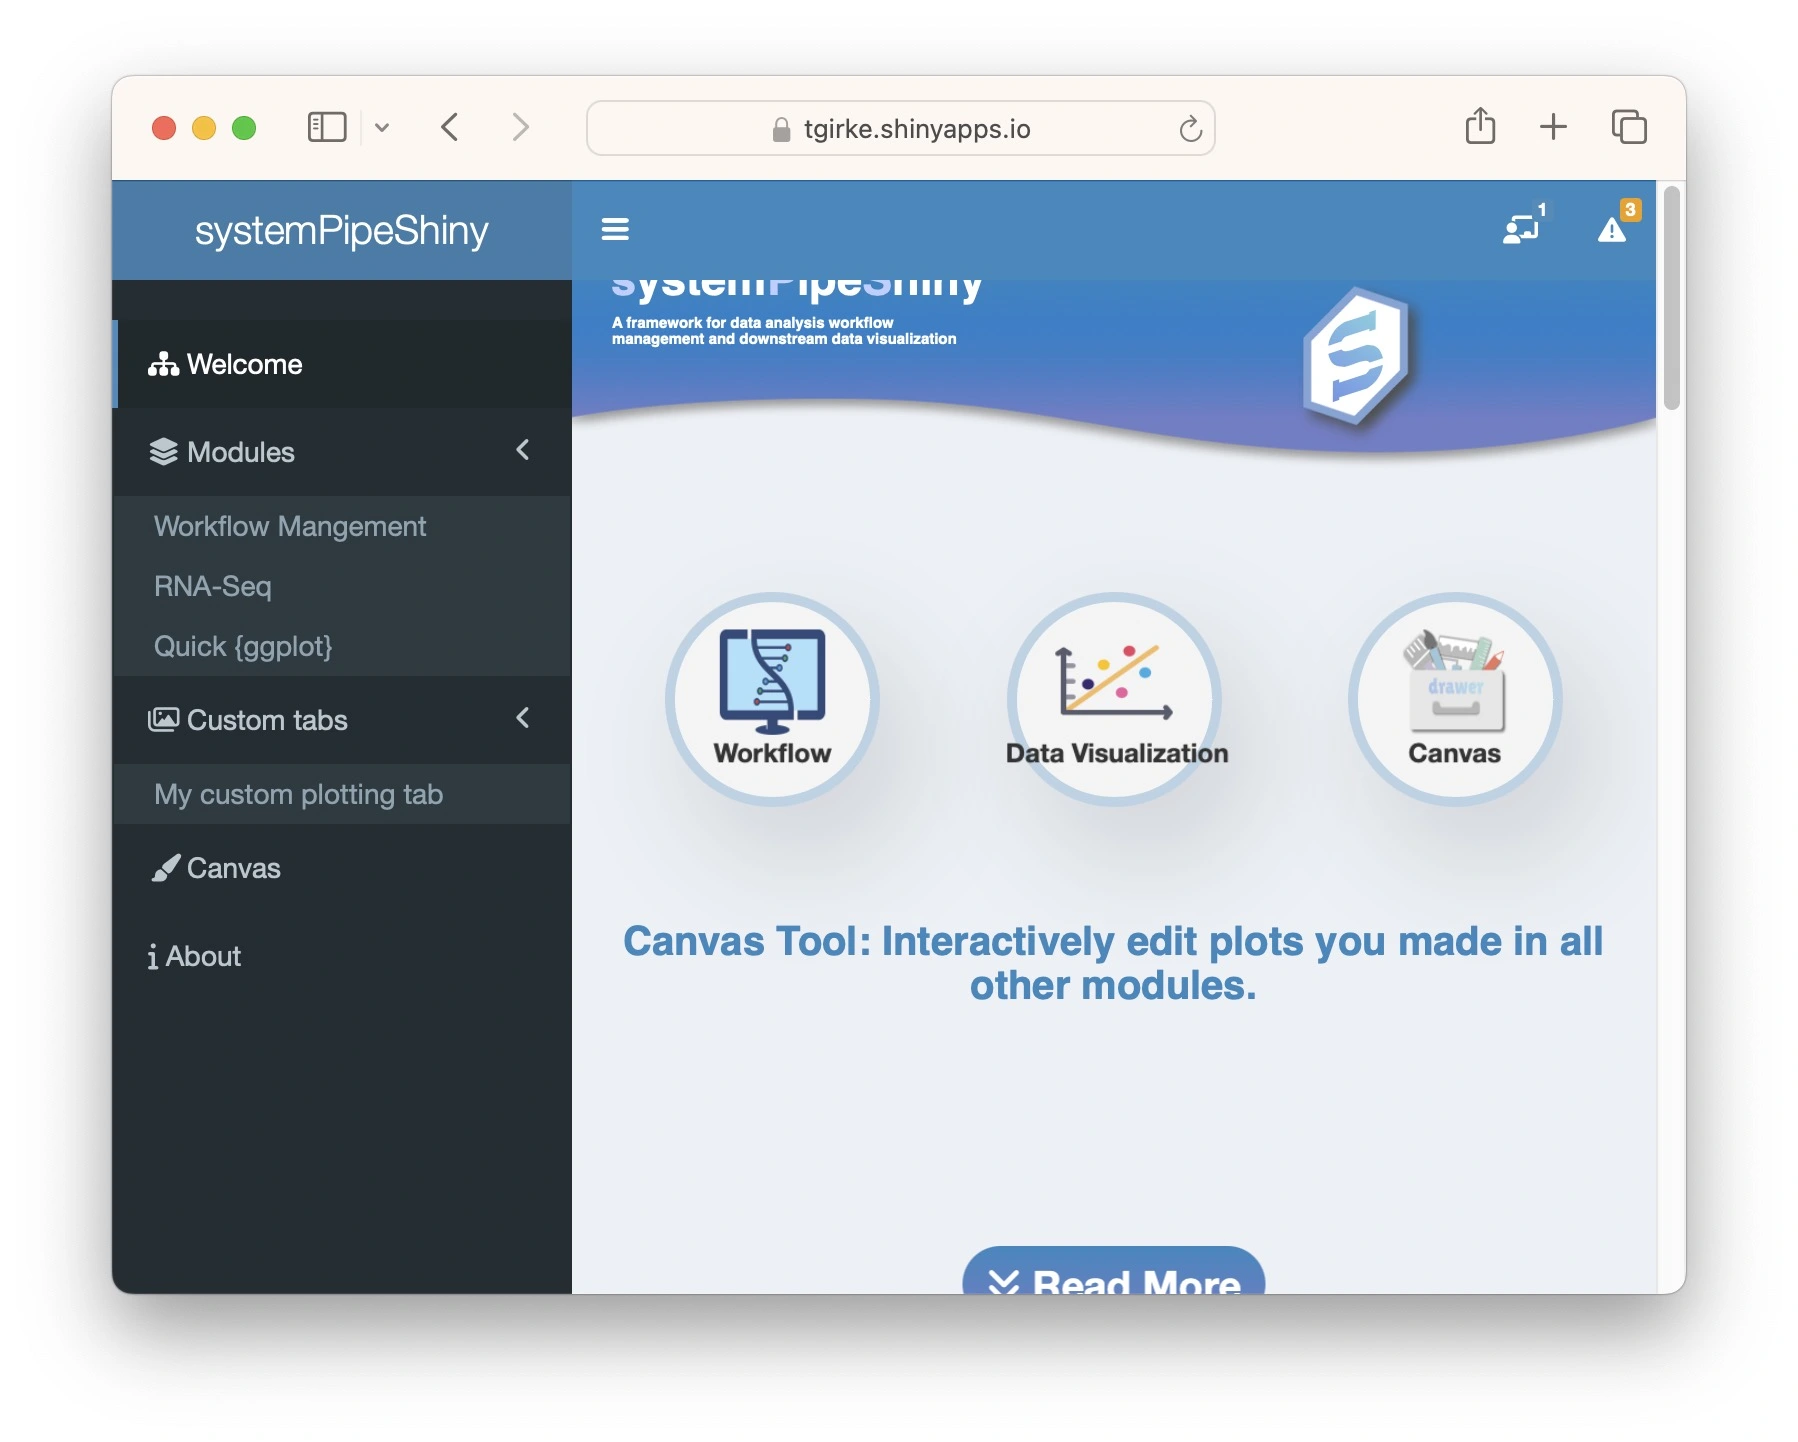 tgirke.shinyapps.io
systemPipeShiny
1
3
systemPipeShiny
A framework for data analysis workflow
management and downstream data visualization
Welcome
Modules
Workflow Mangement
RNA-Seq
Quick {ggplot}
Custom tabs
My custom plotting tab
Canvas
About
Workflow
Data Visualization
drawer
Canvas
Canvas Tool: Interactively edit plots you made in all
other modules.
Read More